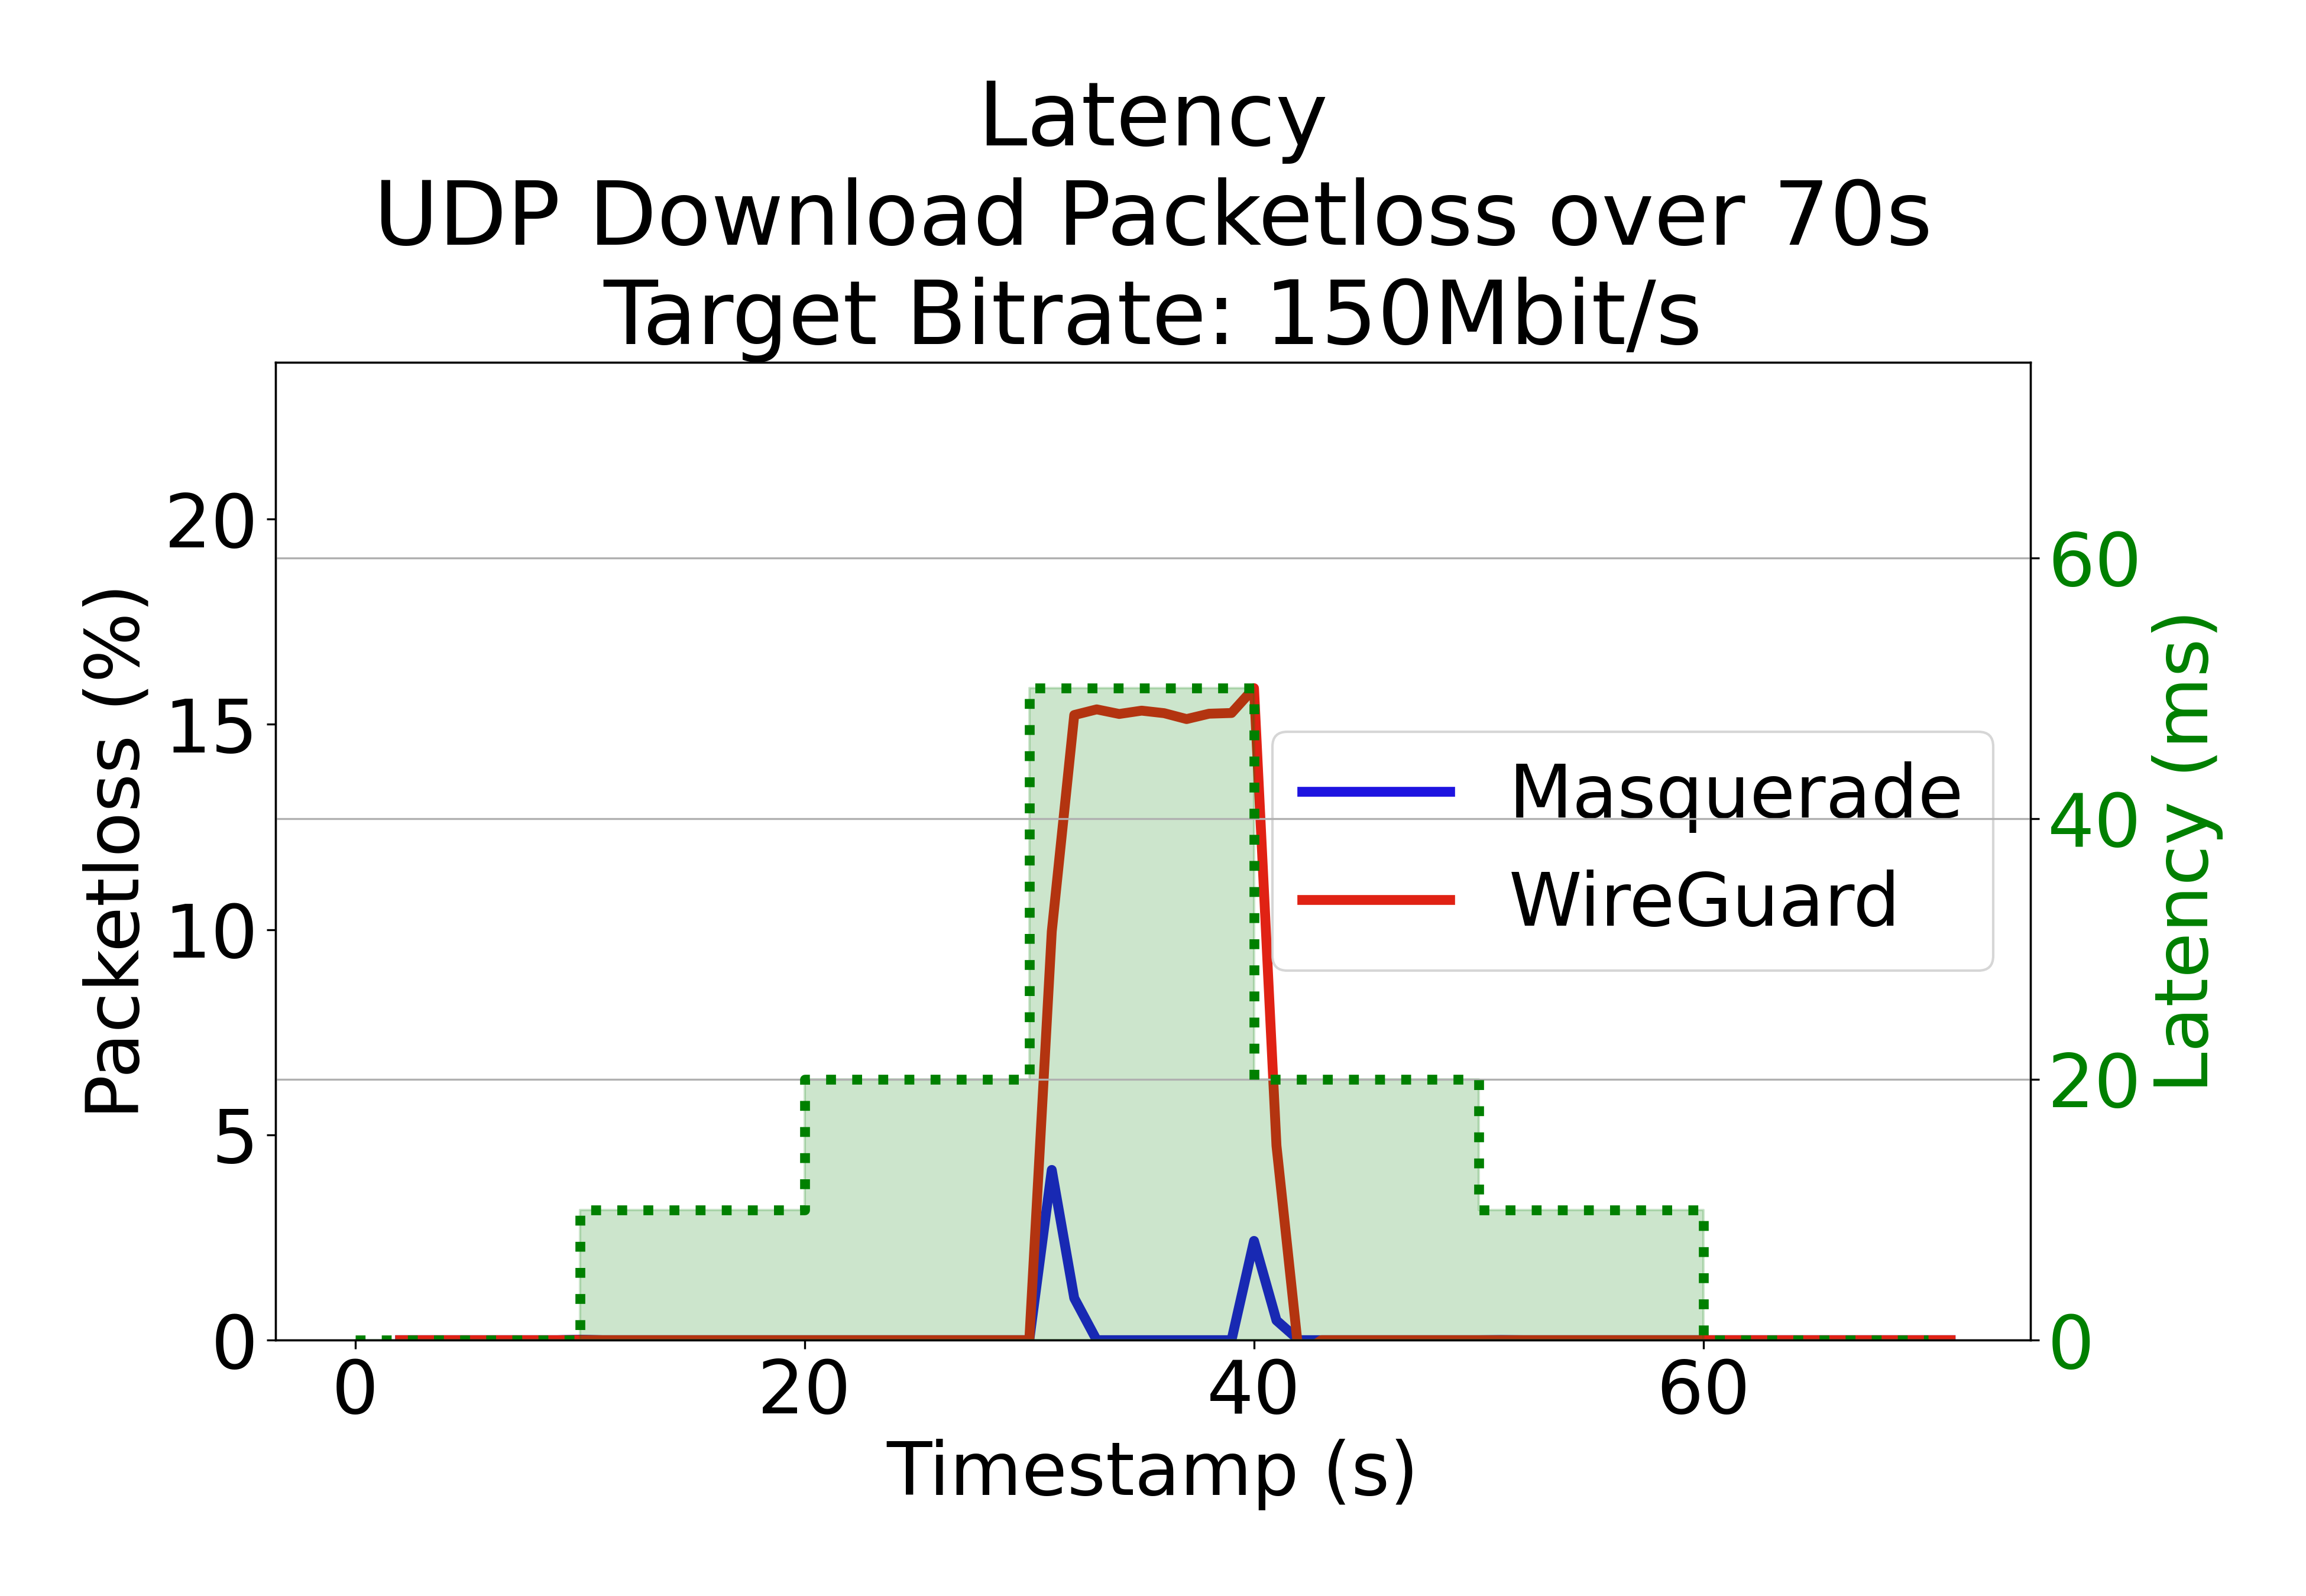 Latency
UDP Download Packetloss over 70s
Target Bitrate: 150Mbit/s
Packetloss (%)
20
15
10
5
0
Masquerade
WireGuard
60
40
20
0
Latency (ms)
0
20
40
60
Timestamp (s)